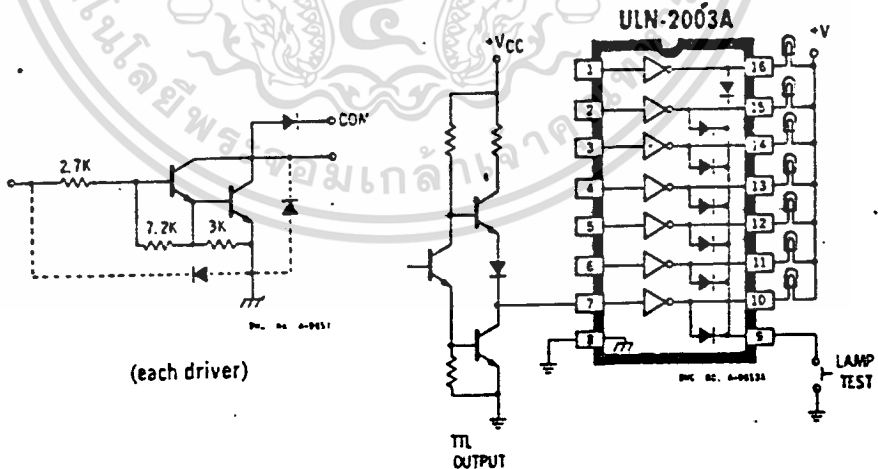 ULN-2003A
+VCC
+V
COM
2.7K
7.2K
3K
1
2
3
4
5
6
7
8
16
15
14
13
12
11
10
9
(each driver)
TTL
OUTPUT
LAMP
TEST